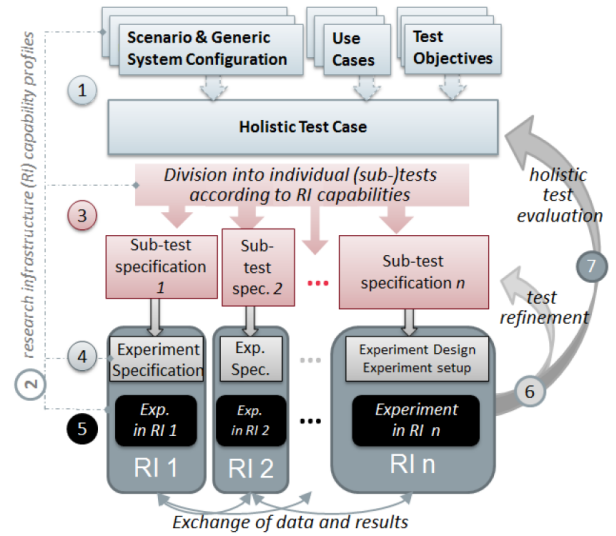 Scenario & Generic
System Configuration
Use
Cases
Test
Objectives
1
Holistic Test Case
research infrastructure (RI) capability profiles
2
Division into individual (sub-)tests
according to RI capabilities
3
Sub-test
specification
1
Sub-
test
spec. 2
...
Sub-test
specification n
holistic
test
evaluation
7
test
refinement
4
Experiment
Specification
Exp.
Spec.
...
Experiment Design
Experiment setup
6
5
Exp.
in RI 1
Exp.
in RI 2
...
Experiment
in RI n
RI 1
RI 2
RI n
Exchange of data and results